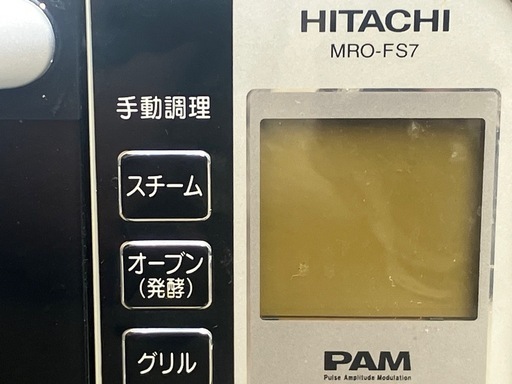 HITACHI
MRO-FS7
手動調理
スチーム
オーブン
(発酵)
グリル
PAM
Pulse Amplitude Modulation